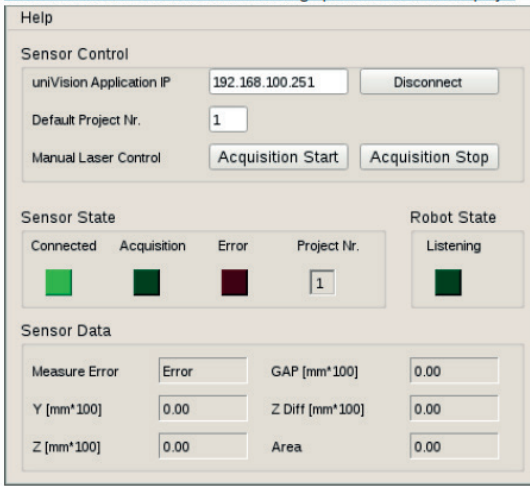 Help
Sensor Control
uniVision Application IP 192.168.100.251 Disconnect
Default Project Nr. 1
Manual Laser Control Acquisition Start Acquisition Stop
Sensor State Robot State
Connected Acquisition Error Project Nr. Listening
1
Sensor Data
Measure Error Error GAP [mm*100] 0.00
Y [mm*100] 0.00 Z Diff [mm*100] 0.00
Z [mm*100] 0.00 Area 0.00